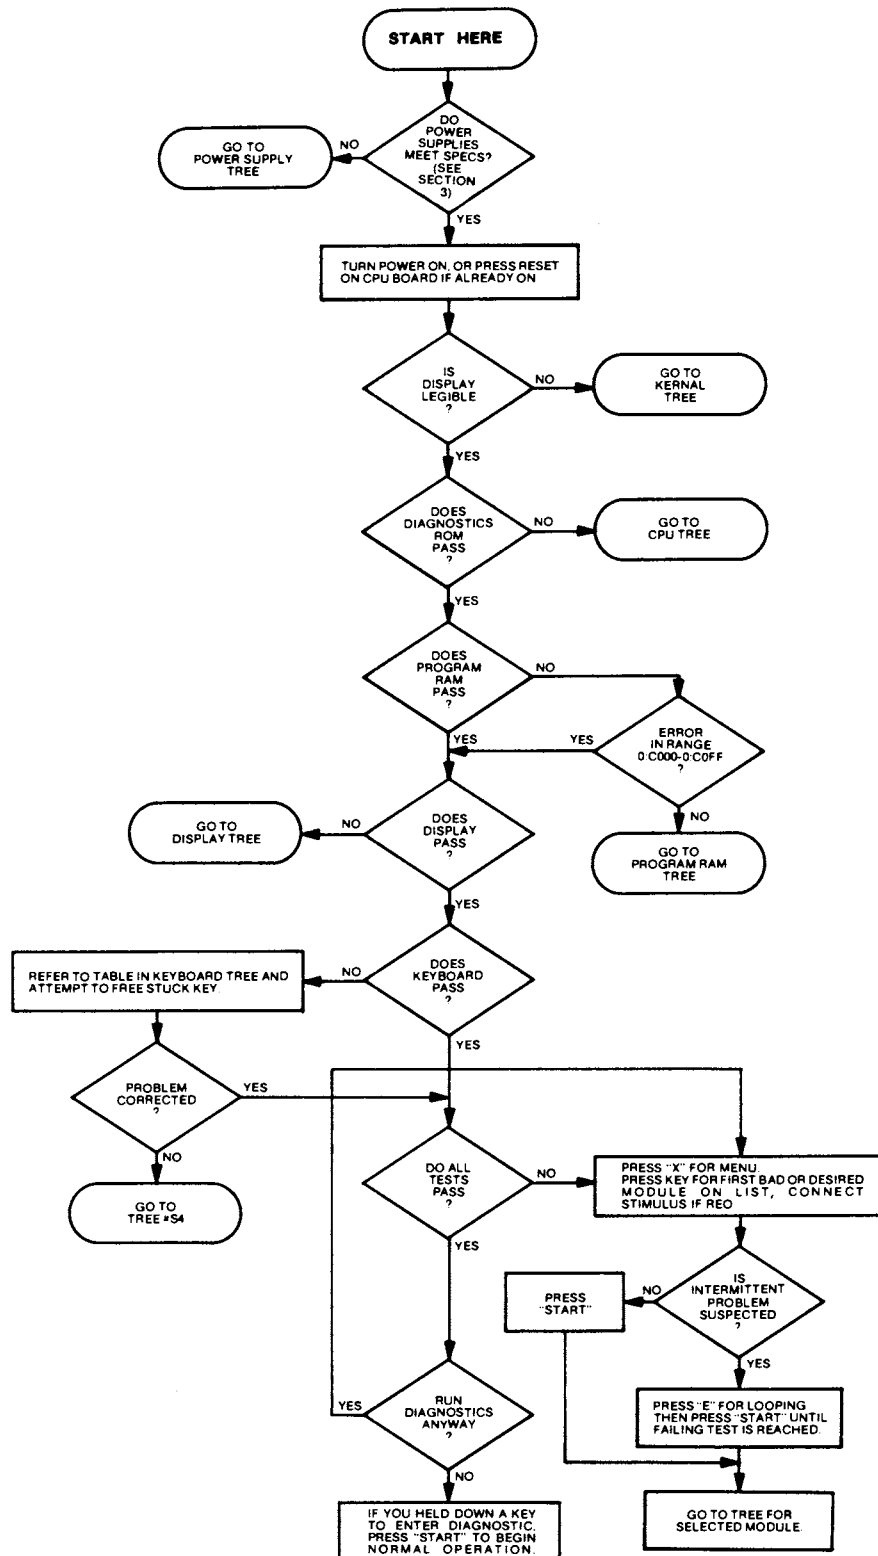 START HERE
DO
POWER
SUPPLIES
MEET SPECS?
(SEE
SECTION
3)
NO
GO TO
POWER SUPPLY
TREE
YES
TURN POWER ON, OR PRESS RESET
ON CPU BOARD IF ALREADY ON
IS
DISPLAY
LEGIBLE
?
NO
GO TO
KERNAL
TREE
YES
DOES
DIAGNOSTICS
ROM
PASS
?
NO
GO TO
CPU TREE
YES
DOES
PROGRAM
RAM
PASS
?
NO
YES
YES
ERROR
IN RANGE
0:C000-0:C0FF
?
NO
GO TO
PROGRAM RAM
TREE
DOES
DISPLAY
PASS
?
NO
GO TO
DISPLAY TREE
YES
DOES
KEYBOARD
PASS
?
NO
REFER TO TABLE IN KEYBOARD TREE AND
ATTEMPT TO FREE STUCK KEY.
YES
PROBLEM
CORRECTED
?
YES
NO
GO TO
TREE #S4
DO ALL
TESTS
PASS
?
NO
PRESS "X" FOR MENU.
PRESS KEY FOR FIRST BAD OR DESIRED
MODULE ON LIST, CONNECT
STIMULUS IF REQ
YES
IS
INTERMITTENT
PROBLEM
SUSPECTED
?
NO
PRESS
"START"
YES
PRESS "E" FOR LOOPING
THEN PRESS "START" UNTIL
FAILING TEST IS REACHED.
RUN
DIAGNOSTICS
ANYWAY
?
YES
NO
GO TO TREE FOR
SELECTED MODULE.
IF YOU HELD DOWN A KEY
TO ENTER DIAGNOSTIC,
PRESS "START" TO BEGIN
NORMAL OPERATION.